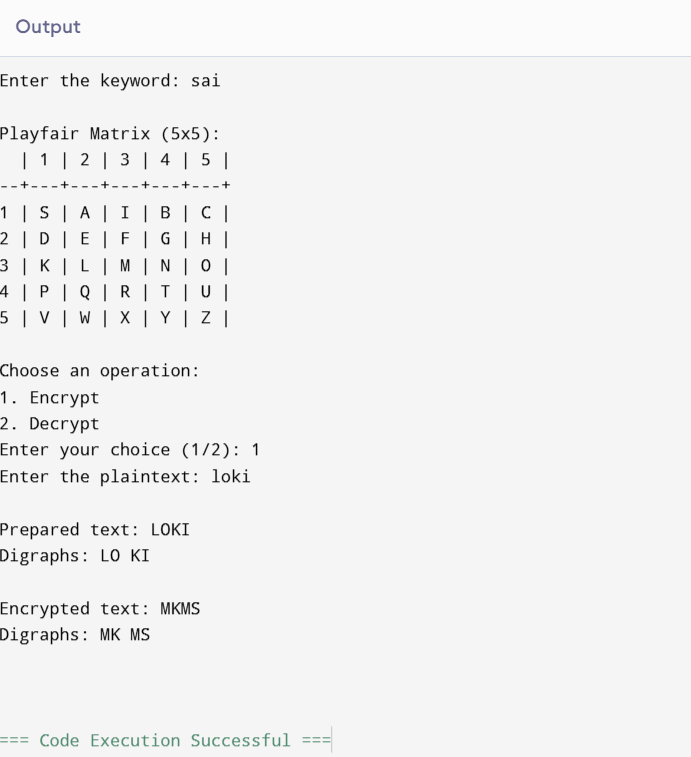 Output
Enter the keyword: sai
Playfair Matrix (5x5):
  | 1 | 2 | 3 | 4 | 5 |
--+---+---+---+---+---+
1 | S | A | I | B | C |
2 | D | E | F | G | H |
3 | K | L | M | N | O |
4 | P | Q | R | T | U |
5 | V | W | X | Y | Z |
Choose an operation:
1. Encrypt
2. Decrypt
Enter your choice (1/2): 1
Enter the plaintext: loki
Prepared text: LOKI
Digraphs: LO KI
Encrypted text: MKMS
Digraphs: MK MS
=== Code Execution Successful ===